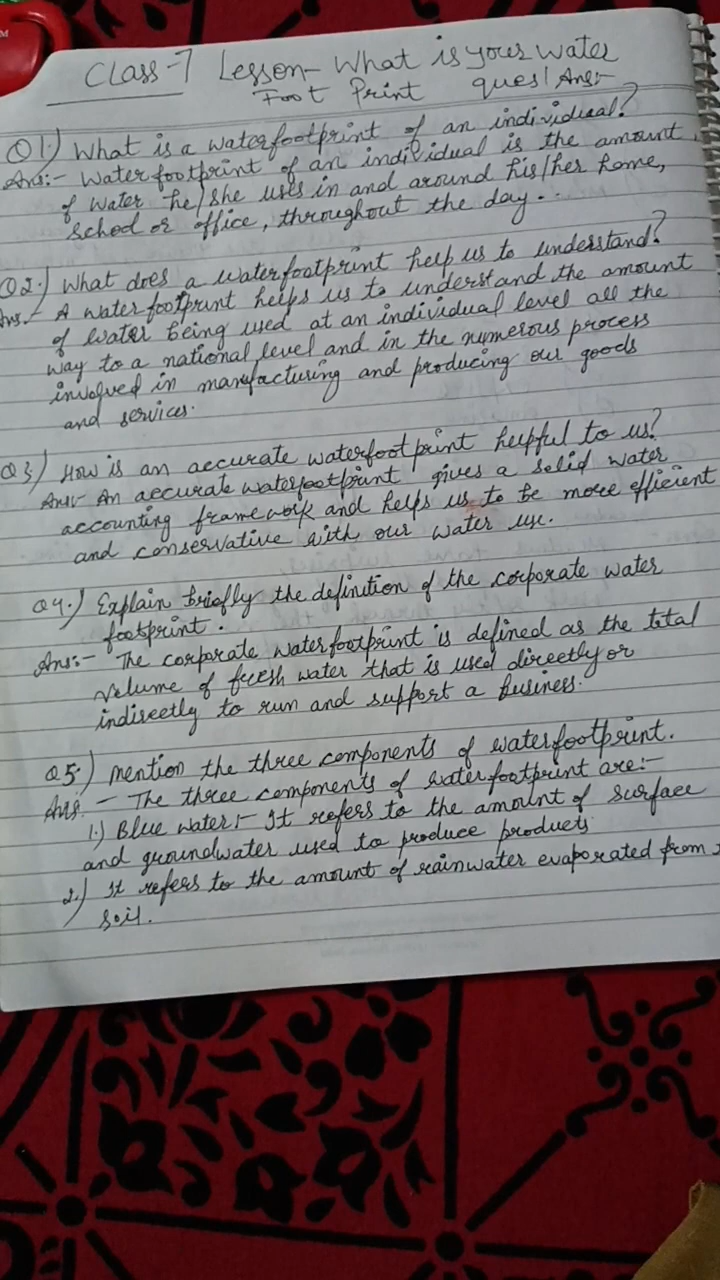 Class-7 Lesson- What is your water
Foot Print ques/Ans:-
Q1.) What is a waterfootprint of an individual?
Ans:- Waterfootprint of an individual is the amount
of water he/she uses in and around his/her home,
school or office, throughout the day...
Q2.) What does a waterfootprint help us to understand?
Ans.- A waterfootprint helps us to understand the amount
of water being used at an individual level all the
way to a national level and in the numerous process
involved in manufacturing and producing our goods
and services.
Q3) How is an accurate waterfootprint helpful to us?
Ans- An accurate waterfootprint gives a solid water
accounting framework and helps us to be more efficient
and conservative with our water use.
Q4.) Explain briefly the definition of the corporate water
footprint.
Ans:- The corporate waterfootprint is defined as the total
volume of fresh water that is used directly or
indirectly to run and support a business.
Q5.) Mention the three components of waterfootprint.
Ans. - The three components of waterfootprint are:-
1.) Blue water:- It refers to the amount of surface
and groundwater used to produce products
2.) It refers to the amount of rainwater evaporated from
soil.